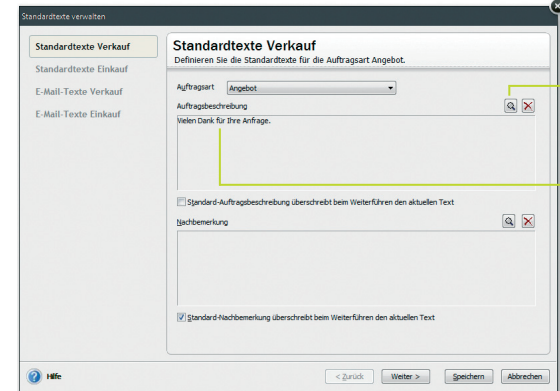 Standardtexte verwalten
Standardtexte Verkauf
Standardtexte Einkauf
E-Mail-Texte Verkauf
E-Mail-Texte Einkauf
Standardtexte Verkauf
Definieren Sie die Standardtexte für die Auftragsart Angebot.
Auftragsart Angebot
Auftragsbeschreibung
Vielen Dank für Ihre Anfrage.
Standard-Auftragsbeschreibung überschreibt beim Weiterführen den aktuellen Text
Nachbemerkung
Standard-Nachbemerkung überschreibt beim Weiterführen den aktuellen Text
Hilfe
< Zurück Weiter > Speichern Abbrechen